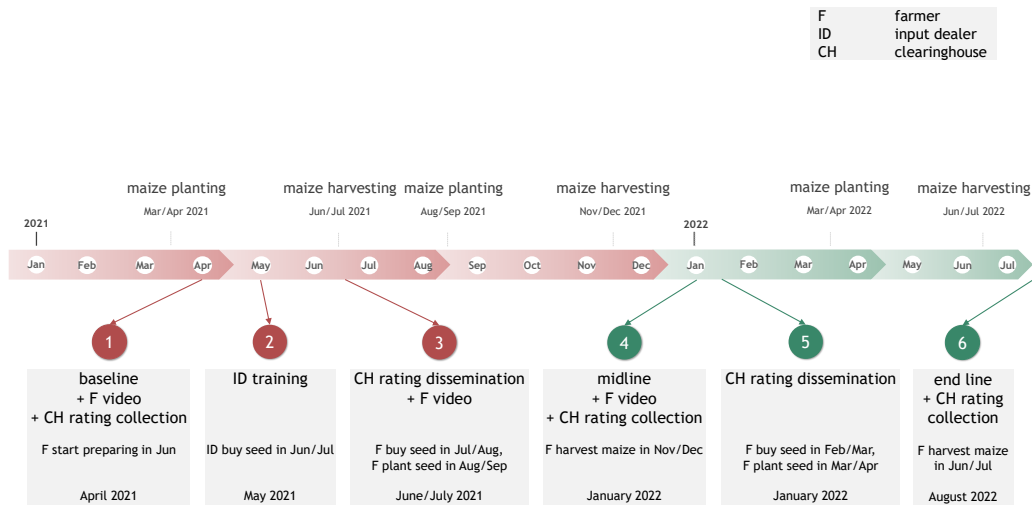 F farmer
ID input dealer
CH clearinghouse
maize planting
Mar/Apr 2021
maize harvesting
Jun/Jul 2021
maize planting
Aug/Sep 2021
maize harvesting
Nov/Dec 2021
maize planting
Mar/Apr 2022
maize harvesting
Jun/Jul 2022
2021
2022
Jan Feb Mar Apr May Jun Jul Aug Sep Oct Nov Dec Jan Feb Mar Apr May Jun Jul
1
baseline
+ F video
+ CH rating collection
F start preparing in Jun
April 2021
2
ID training
ID buy seed in Jun/Jul
May 2021
3
CH rating dissemination
+ F video
F buy seed in Jul/Aug,
F plant seed in Aug/Sep
June/July 2021
4
midline
+ F video
+ CH rating collection
F harvest maize in Nov/Dec
January 2022
5
CH rating dissemination
F buy seed in Feb/Mar,
F plant seed in Mar/Apr
January 2022
6
end line
+ CH rating
collection
F harvest maize
in Jun/Jul
August 2022